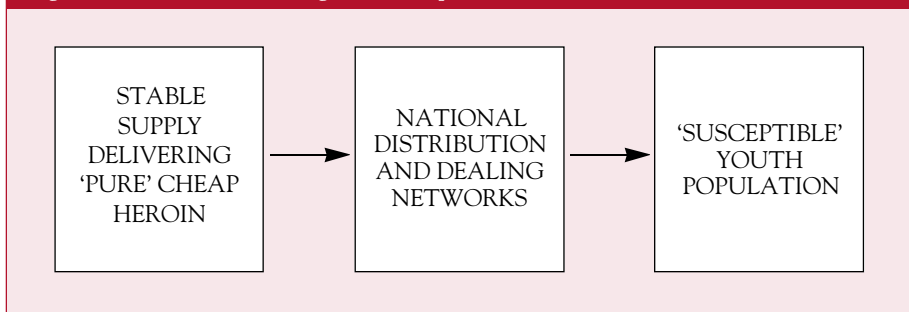 STABLE
SUPPLY
DELIVERING
‘PURE’ CHEAP
HEROIN
NATIONAL
DISTRIBUTION
AND DEALING
NETWORKS
‘SUSCEPTIBLE’
YOUTH
POPULATION